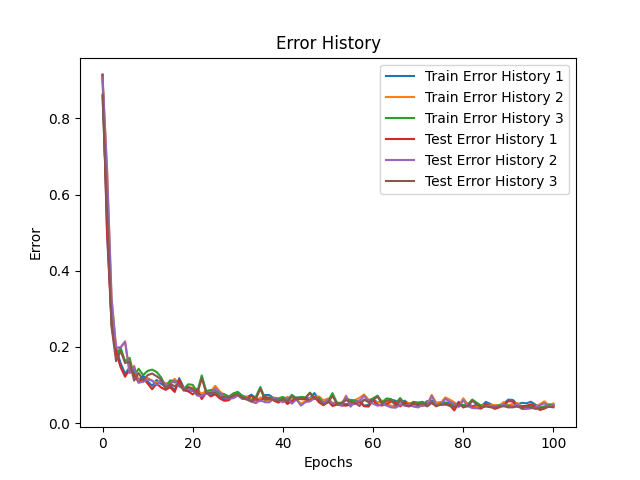 Error History
Train Error History 1
Train Error History 2
Train Error History 3
Test Error History 1
Test Error History 2
Test Error History 3
0.8
0.6
0.4
0.2
0.0
Error
0 20 40 60 80 100
Epochs